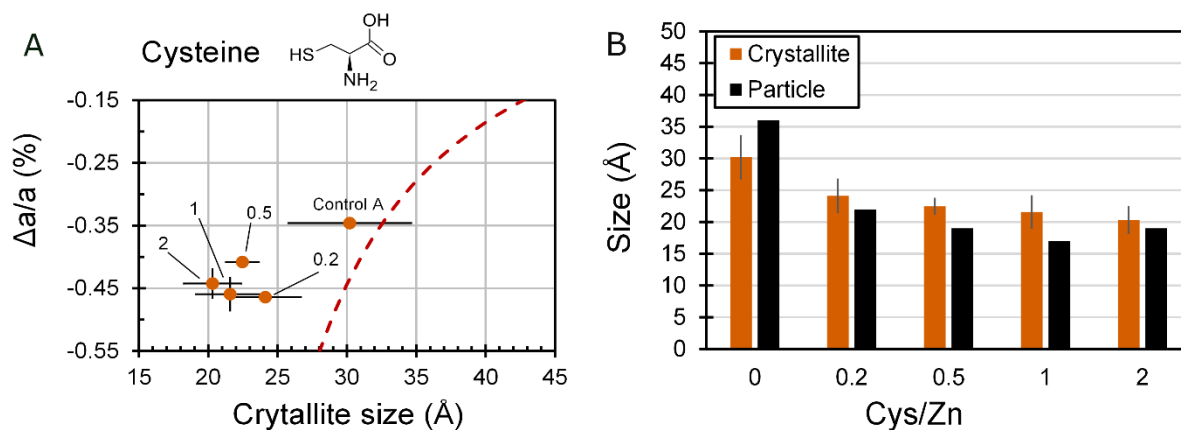 A
Cysteine
HS
OH
O
NH2
Δa/a (%)
-0.15
-0.25
-0.35
-0.45
-0.55
Control A
0.5
1
2
0.2
15 20 25 30 35 40 45
Crytallite size (Å)
B
Crystallite
Particle
Size (Å)
50
45
40
35
30
25
20
15
10
5
0
0 0.2 0.5 1 2
Cys/Zn